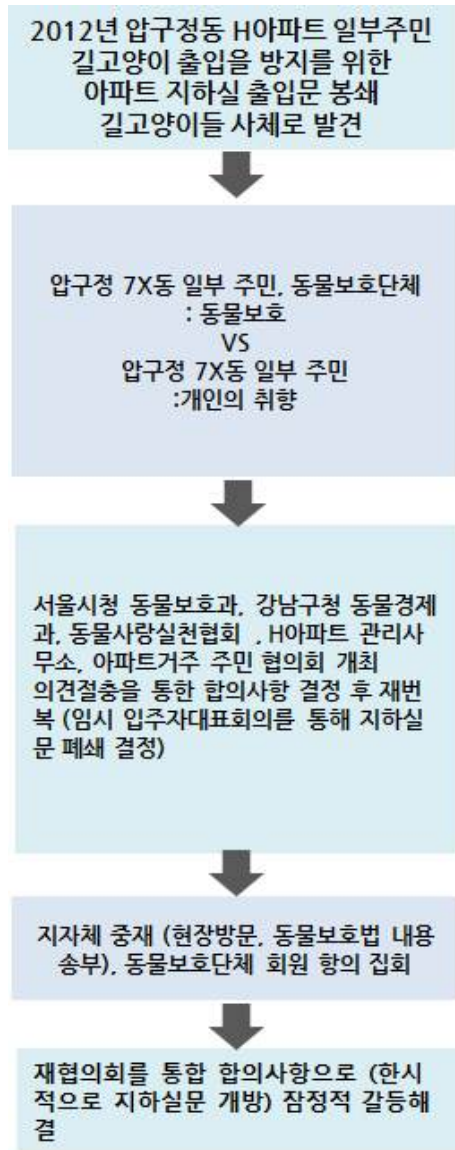 2012년 압구정동 H아파트 일부주민
길고양이 출입을 방지를 위한
아파트 지하실 출입문 봉쇄
길고양이들 사체로 발견
압구정 7X동 일부 주민, 동물보호단체
: 동물보호
VS
압구정 7X동 일부 주민
:개인의 취향
서울시청 동물보호과, 강남구청 동물경제
과, 동물사랑실천협회 , H아파트 관리사
무소, 아파트거주 주민 협의회 개최
의견절충을 통한 합의사항 결정 후 재번
복 (임시 입주자대표회의를 통해 지하실
문 폐쇄 결정)
지자체 중재 (현장방문, 동물보호법 내용
송부), 동물보호단체 회원 항의 집회
재협의회를 통합 합의사항으로 (한시
적으로 지하실문 개방) 잠정적 갈등해
결